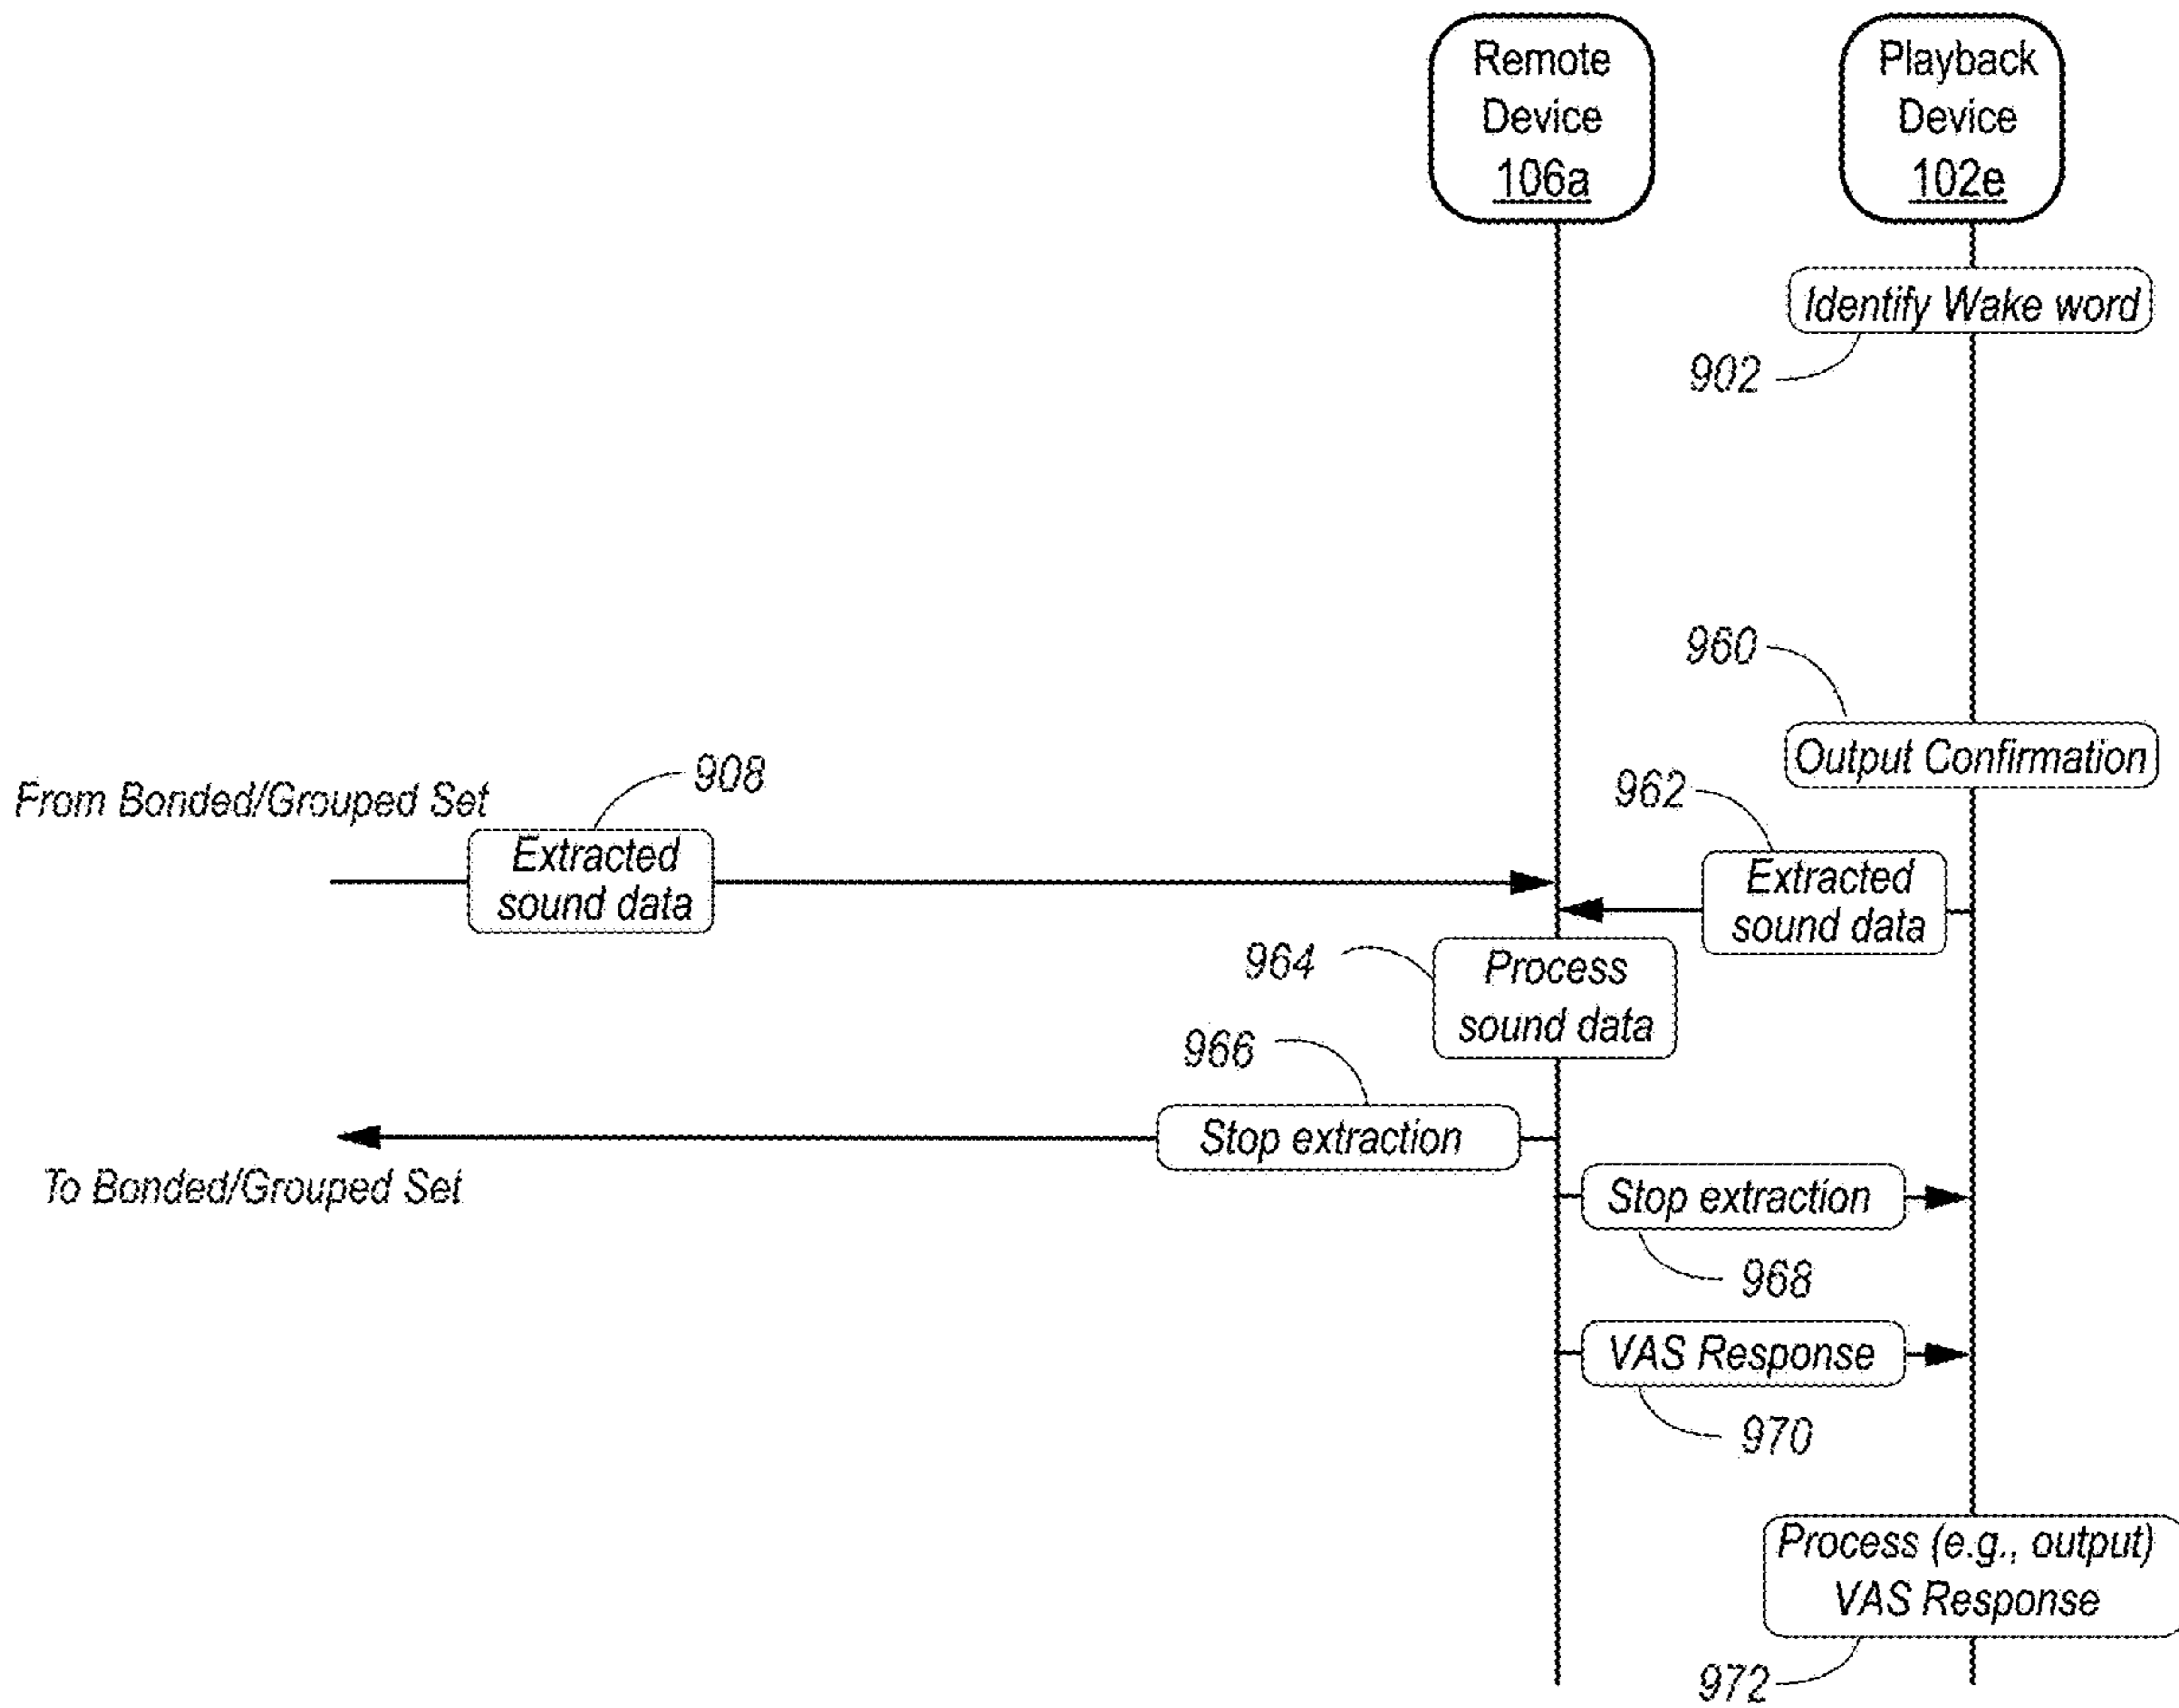 Remote
Device
106a
Playback
Device
102e
Identify Wake word
902
960
Output Confirmation
908
From Bonded/Grouped Set
Extracted
sound data
962
Extracted
sound data
964
Process
sound data
966
Stop extraction
To Bonded/Grouped Set
Stop extraction
968
VAS Response
970
Process (e.g., output)
VAS Response
972